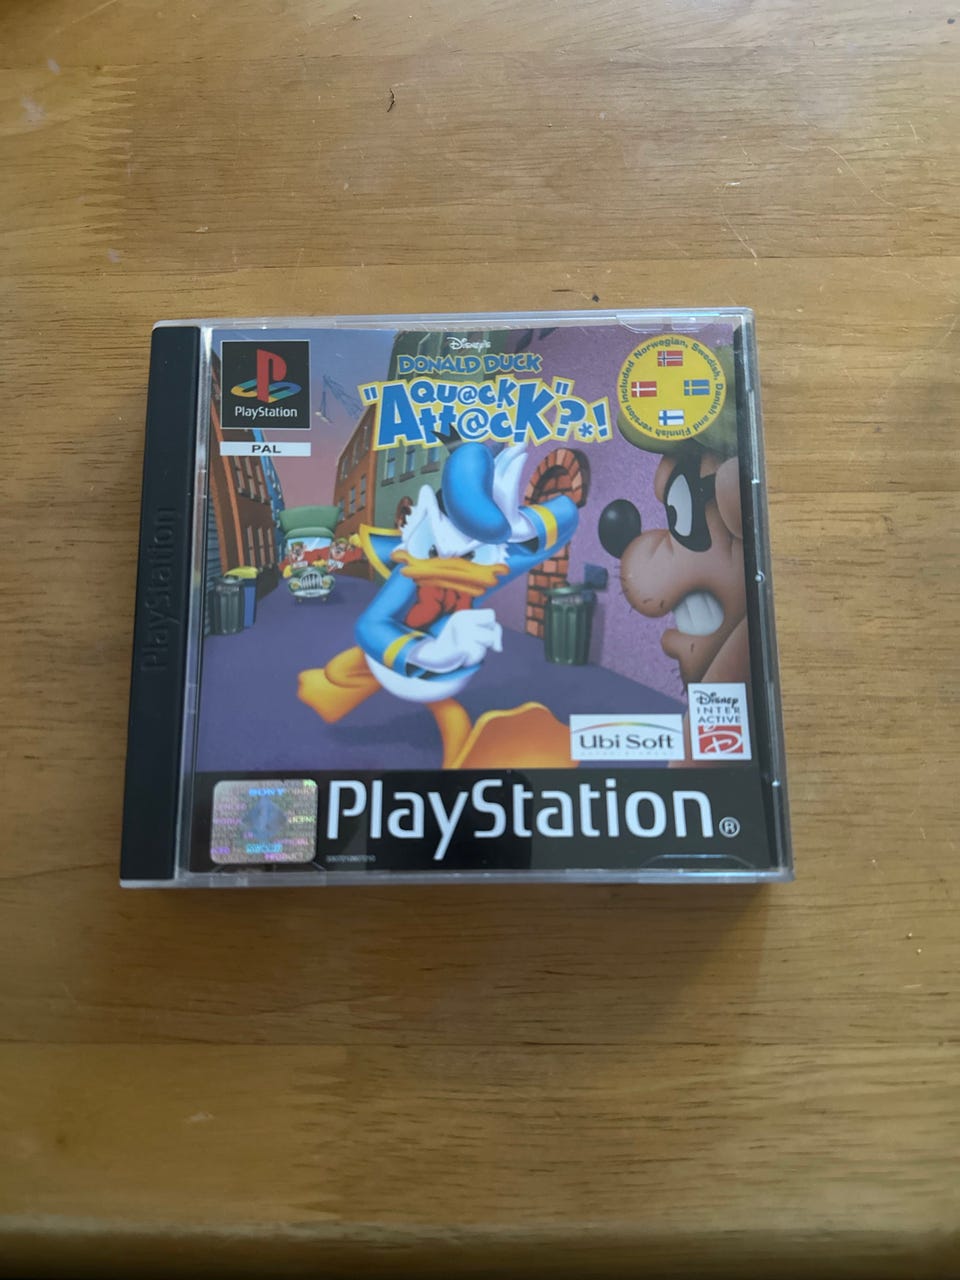 Disney's
DONALD DUCK
"QU@CK
Att@cK"?*!
Norwegian, Swedish, Danish and Finnish version included
PlayStation
PAL
PlayStation
Ubi Soft
Disney
INTER
ACTIVE
SONY
PlayStation®